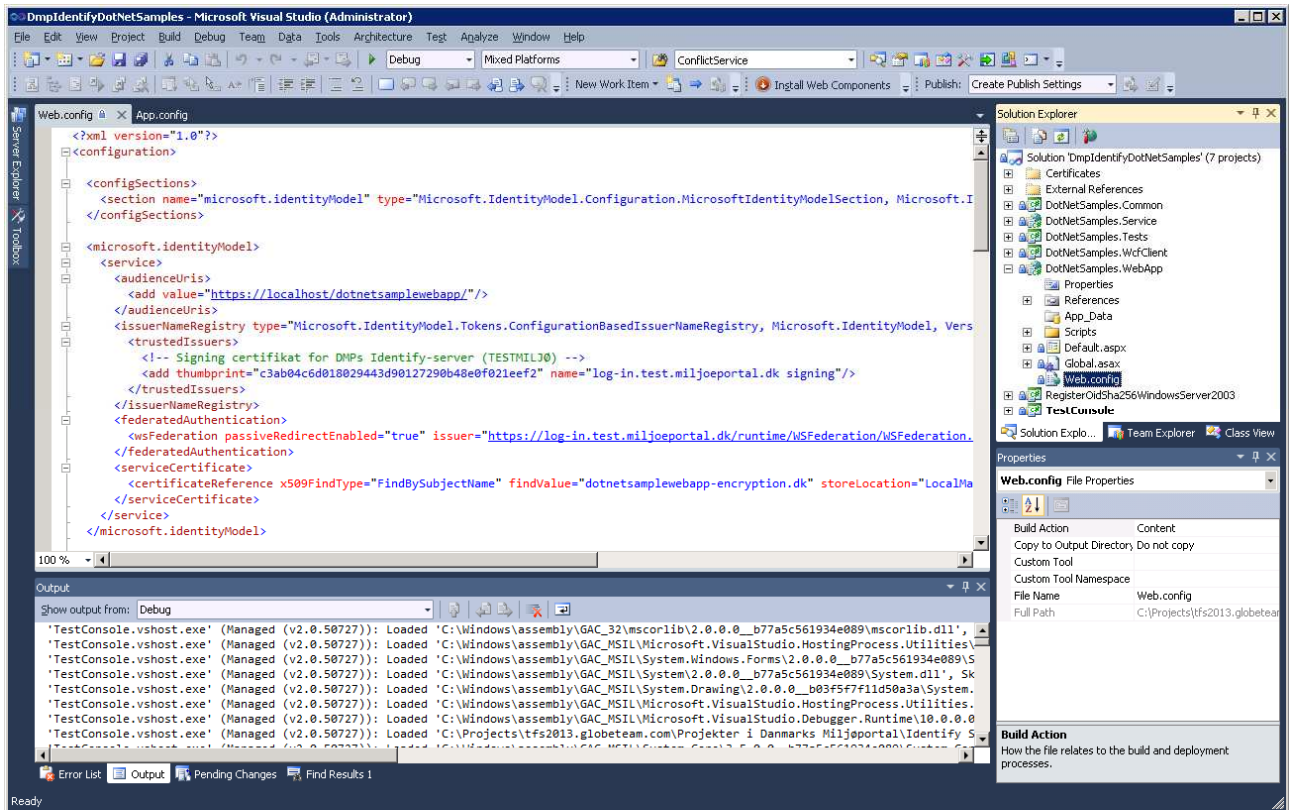 DmpIdentifyDotNetSamples - Microsoft Visual Studio (Administrator)
File Edit View Project Build Debug Team Data Tools Architecture Test Analyze Window Help
Debug Mixed Platforms ConflictService
New Work Item Install Web Components Publish: Create Publish Settings
Server Explorer
Toolbox
Web.config App.config
<?xml version="1.0"?>
<configuration>
<configSections>
<section name="microsoft.identityModel" type="Microsoft.IdentityModel.Configuration.MicrosoftIdentityModelSection, Microsoft.I
</configSections>
<microsoft.identityModel>
<service>
<audienceUris>
<add value="https://localhost/dotnetsamplewebapp/"/>
</audienceUris>
<issuerNameRegistry type="Microsoft.IdentityModel.Tokens.ConfigurationBasedIssuerNameRegistry, Microsoft.IdentityModel, Vers
<trustedIssuers>
<!-- Signing certifikat for DMPs Identify-server (TESTMILJØ) -->
<add thumbprint="c3ab04c6d018029443d90127290b48e0f021eef2" name="log-in.test.miljoeportal.dk signing"/>
</trustedIssuers>
</issuerNameRegistry>
<federatedAuthentication>
<wsFederation passiveRedirectEnabled="true" issuer="https://log-in.test.miljoeportal.dk/runtime/WSFederation/WSFederation.
</federatedAuthentication>
<serviceCertificate>
<certificateReference x509FindType="FindBySubjectName" findValue="dotnetsamplewebapp-encryption.dk" storeLocation="LocalMa
</serviceCertificate>
</service>
</microsoft.identityModel>
100 %
Output
Show output from: Debug
'TestConsole.vshost.exe' (Managed (v2.0.50727)): Loaded 'C:\Windows\assembly\GAC_32\mscorlib\2.0.0.0__b77a5c561934e089\mscorlib.dll',
'TestConsole.vshost.exe' (Managed (v2.0.50727)): Loaded 'C:\Windows\assembly\GAC_MSIL\Microsoft.VisualStudio.HostingProcess.Utilities\
'TestConsole.vshost.exe' (Managed (v2.0.50727)): Loaded 'C:\Windows\assembly\GAC_MSIL\System.Windows.Forms\2.0.0.0__b77a5c561934e089\S
'TestConsole.vshost.exe' (Managed (v2.0.50727)): Loaded 'C:\Windows\assembly\GAC_MSIL\System\2.0.0.0__b77a5c561934e089\System.dll', Sk
'TestConsole.vshost.exe' (Managed (v2.0.50727)): Loaded 'C:\Windows\assembly\GAC_MSIL\System.Drawing\2.0.0.0__b03f5f7f11d50a3a\System.
'TestConsole.vshost.exe' (Managed (v2.0.50727)): Loaded 'C:\Windows\assembly\GAC_MSIL\Microsoft.VisualStudio.HostingProcess.Utilities.
'TestConsole.vshost.exe' (Managed (v2.0.50727)): Loaded 'C:\Windows\assembly\GAC_MSIL\Microsoft.VisualStudio.Debugger.Runtime\10.0.0.0
'TestConsole.vshost.exe' (Managed (v2.0.50727)): Loaded 'C:\Projects\tfs2013.globeteam.com\Projekter i Danmarks Miljøportal\Identify S
Error List Output Pending Changes Find Results 1
Ready
Solution Explorer
Solution 'DmpIdentifyDotNetSamples' (7 projects)
Certificates
External References
DotNetSamples.Common
DotNetSamples.Service
DotNetSamples.Tests
DotNetSamples.WcfClient
DotNetSamples.WebApp
Properties
References
App_Data
Scripts
Default.aspx
Global.asax
Web.config
RegisterOidSha256WindowsServer2003
TestConsole
Solution Explo... Team Explorer Class View
Properties
Web.config File Properties
Build Action Content
Copy to Output Directory Do not copy
Custom Tool
Custom Tool Namespace
File Name Web.config
Full Path C:\Projects\tfs2013.globetear
Build Action
How the file relates to the build and deployment
processes.